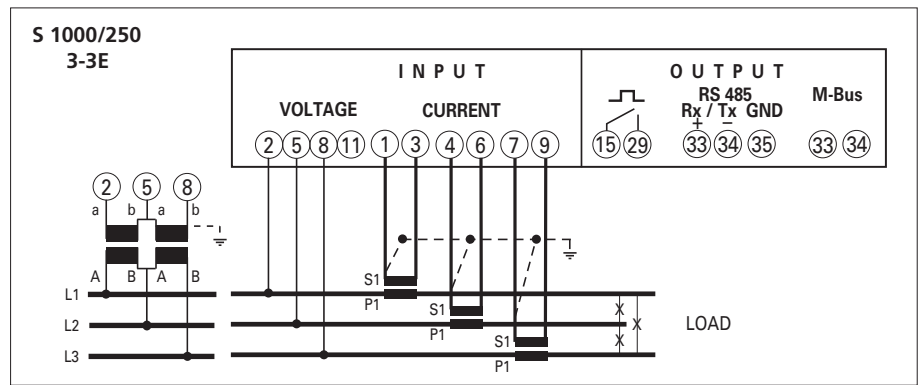 S 1000/250
3-3E
I N P U T
O U T P U T
VOLTAGE
CURRENT
RS 485
Rx / Tx GND
+ −
M-Bus
2 5 8 11 1 3 4 6 7 9
15 29 33 34 35 33 34
2 5 8
a b a b
A B A B
S1
L1
P1
S1
L2
P1
X
X
LOAD
S1
X
L3
P1